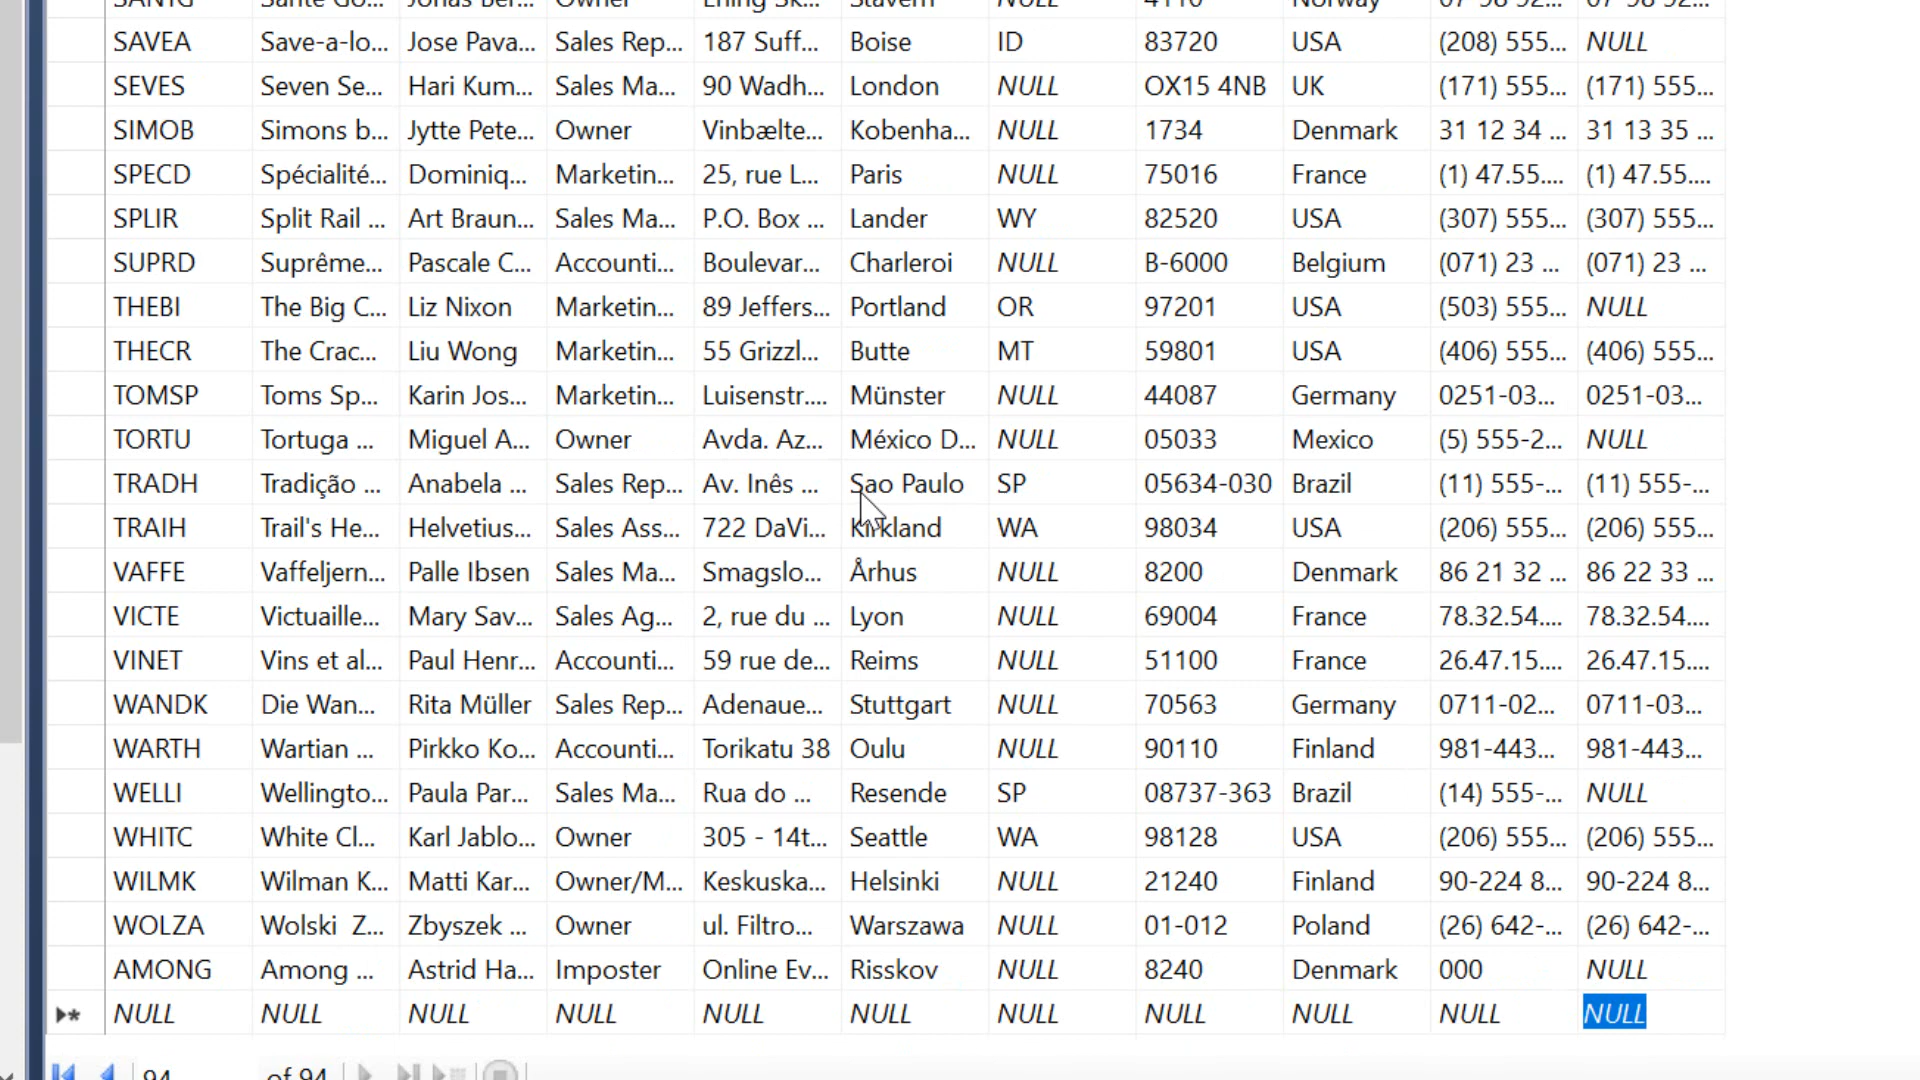 SAVEA Save-a-lo... Jose Pava... Sales Rep... 187 Suff... Boise ID 83720 USA (208) 555... NULL
SEVES Seven Se... Hari Kum... Sales Ma... 90 Wadh... London NULL OX15 4NB UK (171) 555... (171) 555...
SIMOB Simons b... Jytte Pete... Owner Vinbælte... Kobenha... NULL 1734 Denmark 31 12 34 ... 31 13 35 ...
SPECD Spécialité... Dominiq... Marketin... 25, rue L... Paris NULL 75016 France (1) 47.55.... (1) 47.55....
SPLIR Split Rail ... Art Braun... Sales Ma... P.O. Box ... Lander WY 82520 USA (307) 555... (307) 555...
SUPRD Suprême... Pascale C... Accounti... Boulevar... Charleroi NULL B-6000 Belgium (071) 23 ... (071) 23 ...
THEBI The Big C... Liz Nixon Marketin... 89 Jeffers... Portland OR 97201 USA (503) 555... NULL
THECR The Crac... Liu Wong Marketin... 55 Grizzl... Butte MT 59801 USA (406) 555... (406) 555...
TOMSP Toms Sp... Karin Jos... Marketin... Luisenstr.... Münster NULL 44087 Germany 0251-03... 0251-03...
TORTU Tortuga ... Miguel A... Owner Avda. Az... México D... NULL 05033 Mexico (5) 555-2... NULL
TRADH Tradição ... Anabela ... Sales Rep... Av. Inês ... Sao Paulo SP 05634-030 Brazil (11) 555-... (11) 555-...
TRAIH Trail's He... Helvetius... Sales Ass... 722 DaVi... Kirkland WA 98034 USA (206) 555... (206) 555...
VAFFE Vaffeljern... Palle Ibsen Sales Ma... Smagslo... Århus NULL 8200 Denmark 86 21 32 ... 86 22 33 ...
VICTE Victuaille... Mary Sav... Sales Ag... 2, rue du ... Lyon NULL 69004 France 78.32.54.... 78.32.54....
VINET Vins et al... Paul Henr... Accounti... 59 rue de... Reims NULL 51100 France 26.47.15.... 26.47.15....
WANDK Die Wan... Rita Müller Sales Rep... Adenaue... Stuttgart NULL 70563 Germany 0711-02... 0711-03...
WARTH Wartian ... Pirkko Ko... Accounti... Torikatu 38 Oulu NULL 90110 Finland 981-443... 981-443...
WELLI Wellingto... Paula Par... Sales Ma... Rua do ... Resende SP 08737-363 Brazil (14) 555-... NULL
WHITC White Cl... Karl Jablo... Owner 305 - 14t... Seattle WA 98128 USA (206) 555... (206) 555...
WILMK Wilman K... Matti Kar... Owner/M... Keskuska... Helsinki NULL 21240 Finland 90-224 8... 90-224 8...
WOLZA Wolski  Z... Zbyszek ... Owner ul. Filtro... Warszawa NULL 01-012 Poland (26) 642-... (26) 642-...
AMONG Among ... Astrid Ha... Imposter Online Ev... Risskov NULL 8240 Denmark 000 NULL
NULL NULL NULL NULL NULL NULL NULL NULL NULL NULL NULL
94 of 94